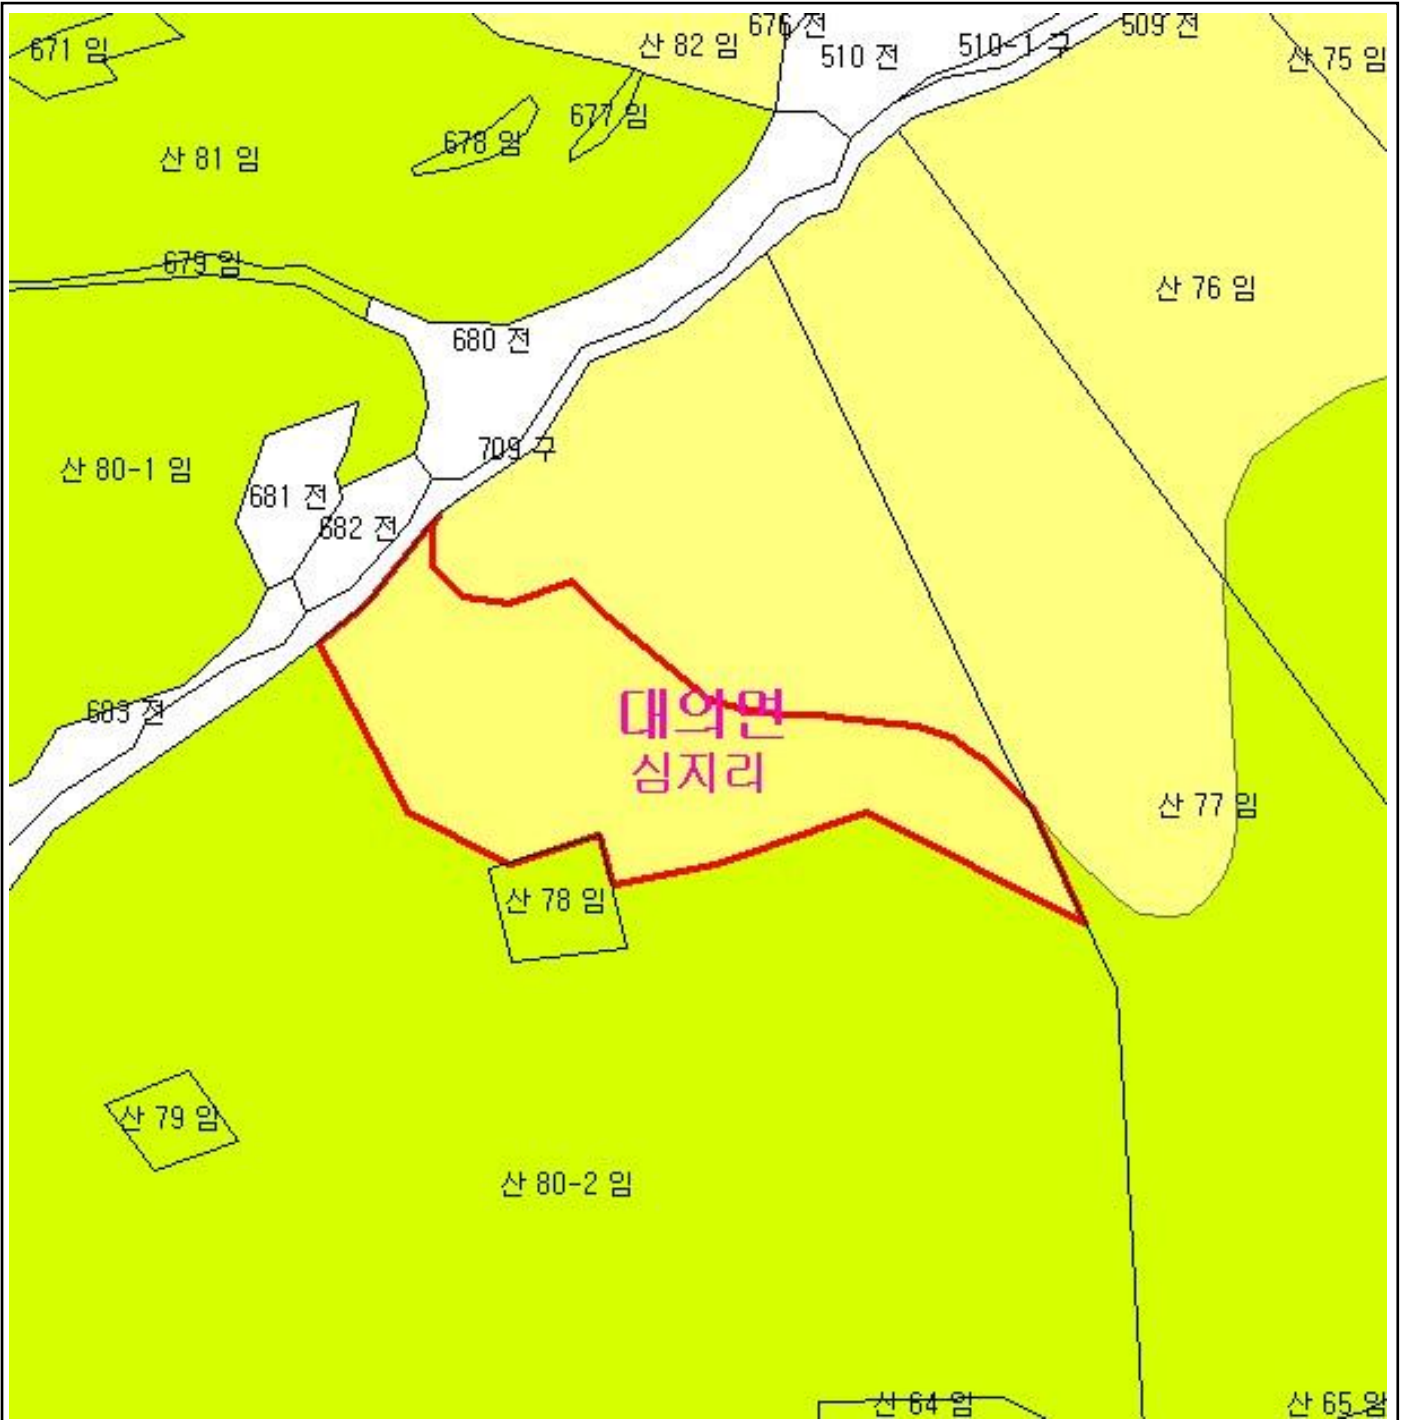 676 전
509 전
산 82 임
671 임
510 전
510-1 구
산 75 임
677 임
678 임
산 81 임
679 임
산 76 임
680 전
709 구
산 80-1 임
681 전
682 전
대의면
683 전
심지리
산 77 임
산 78 임
산 79 임
산 80-2 임
산 64 임
산 65 임